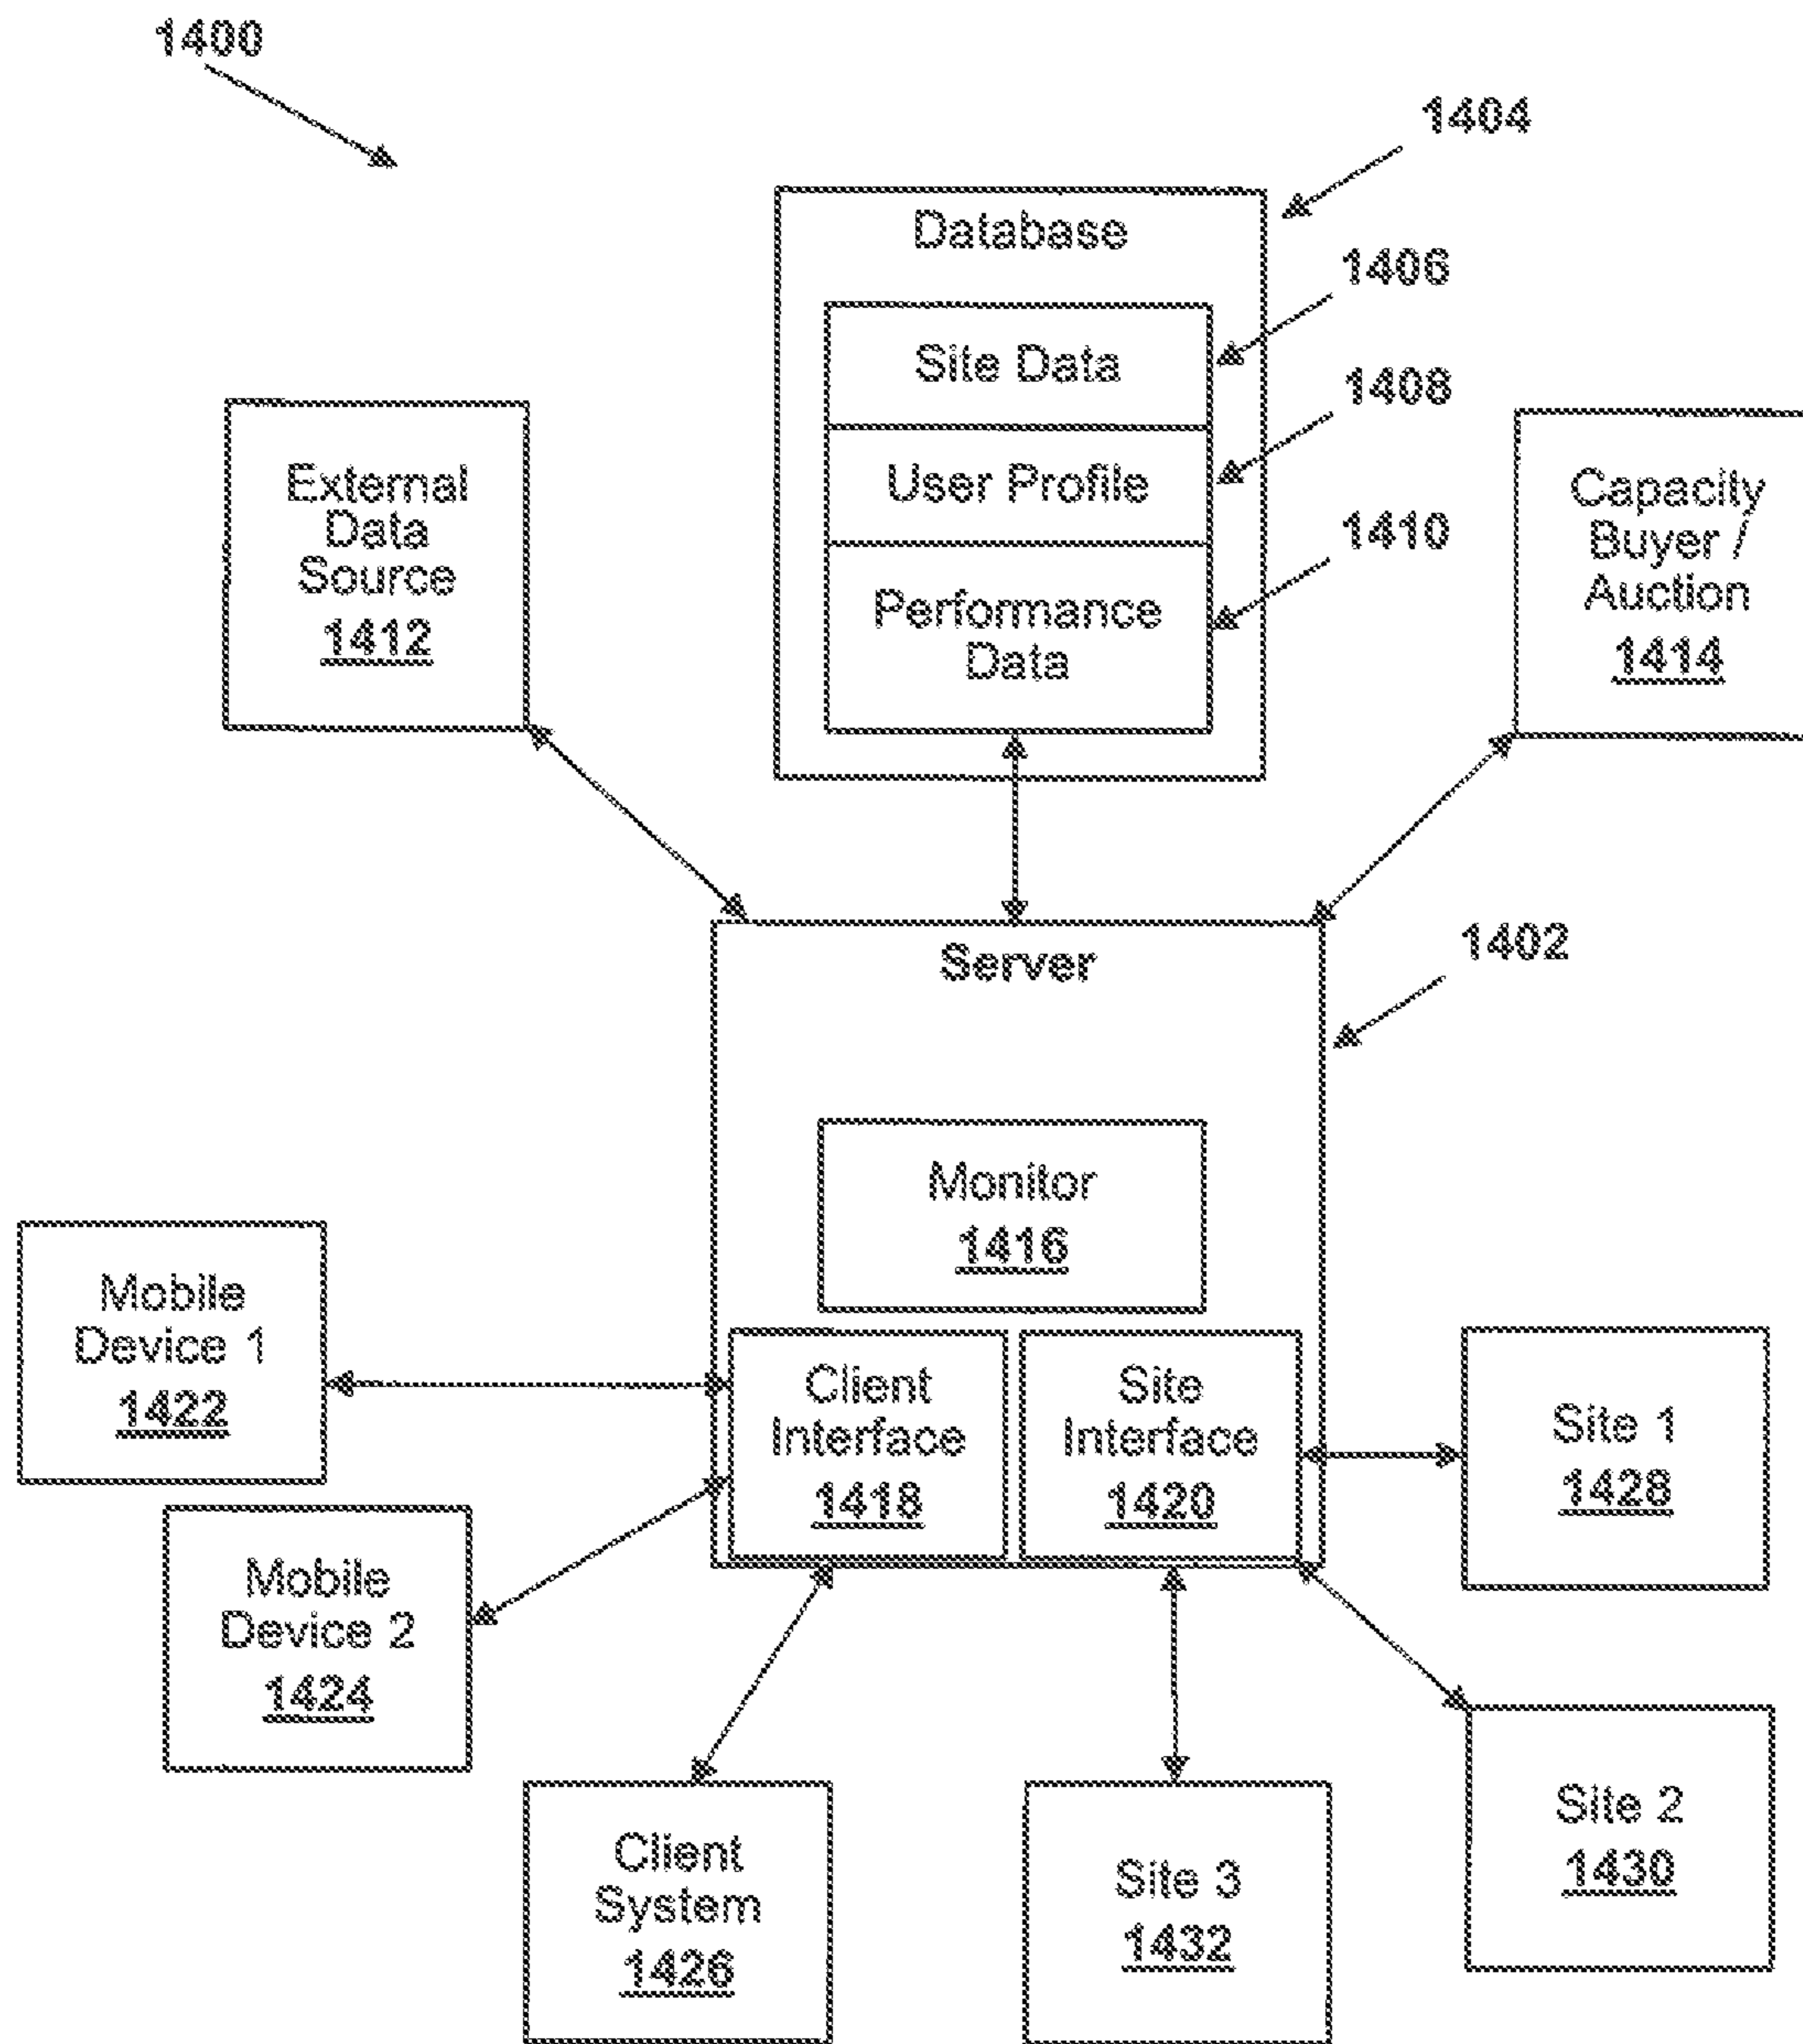 1400
1404
Database
1406
Site Data
1408
User Profile
1410
Performance
Data
External
Data
Source
1412
Capacity
Buyer /
Auction
1414
1402
Server
Monitor
1416
Mobile
Device 1
1422
Client
Interface
1418
Site
Interface
1420
Site 1
1428
Mobile
Device 2
1424
Client
System
1426
Site 3
1432
Site 2
1430